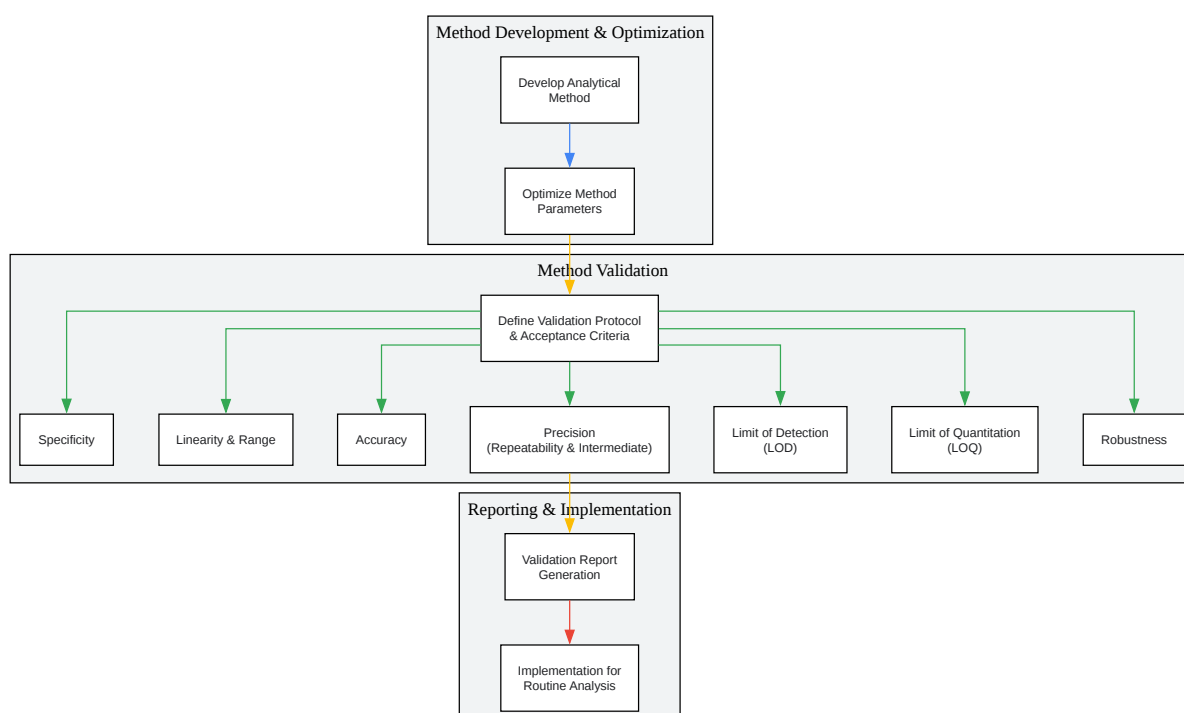 Method Development & Optimization
Develop Analytical
Method
Optimize Method
Parameters
Method Validation
Define Validation Protocol
& Acceptance Criteria
Specificity
Linearity & Range
Accuracy
Precision
(Repeatability & Intermediate)
Limit of Detection
(LOD)
Limit of Quantitation
(LOQ)
Robustness
Reporting & Implementation
Validation Report
Generation
Implementation for
Routine Analysis